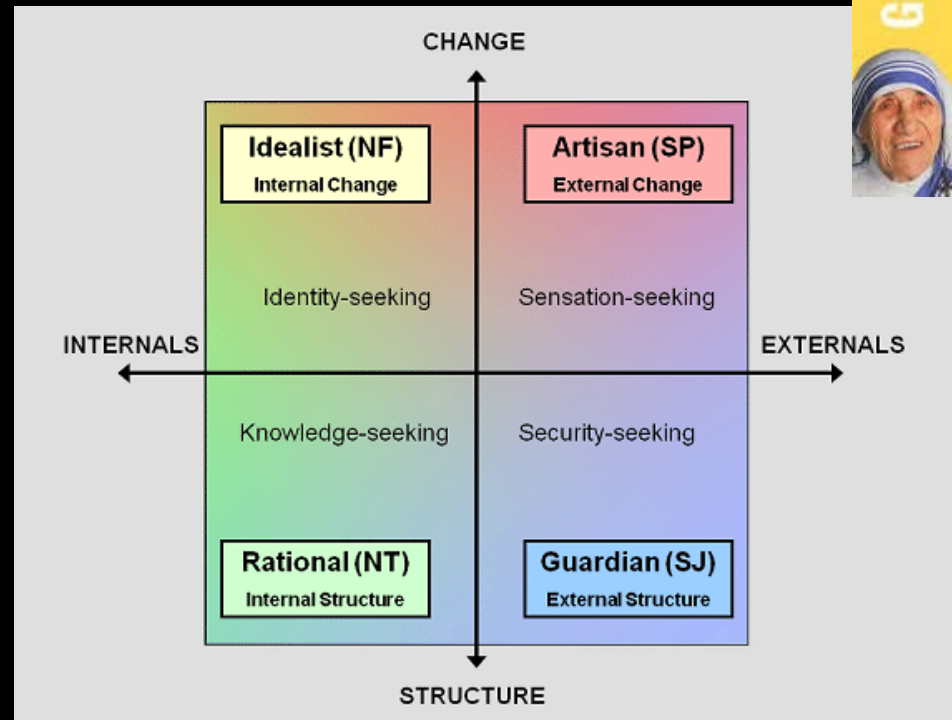 CHANGE
G
Idealist (NF)
Internal Change
Artisan (SP)
External Change
Identity-seeking
Sensation-seeking
INTERNALS
EXTERNALS
Knowledge-seeking
Security-seeking
Rational (NT)
Internal Structure
Guardian (SJ)
External Structure
STRUCTURE